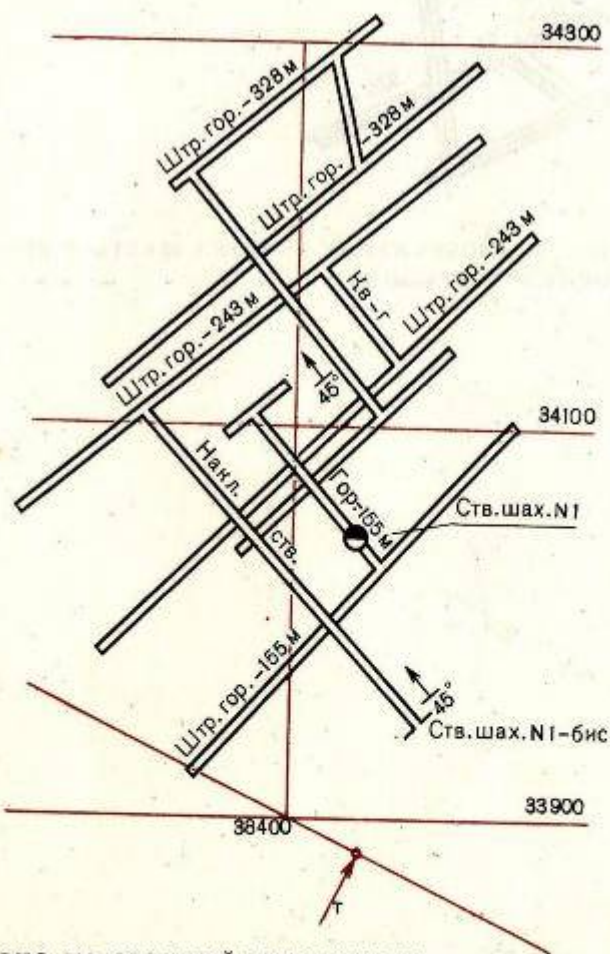 34300
Штр. гор. -328 м
Штр. гор. -328 м
Штр. гор. -243 м
Кв-г
Штр. гор. -243 м
45°
34100
Накл. ств.
Гор.-155 м
Ств.шах.N1
Штр. гор. -155 м
45°
Ств.шах.N1-бис
38400
33900
т